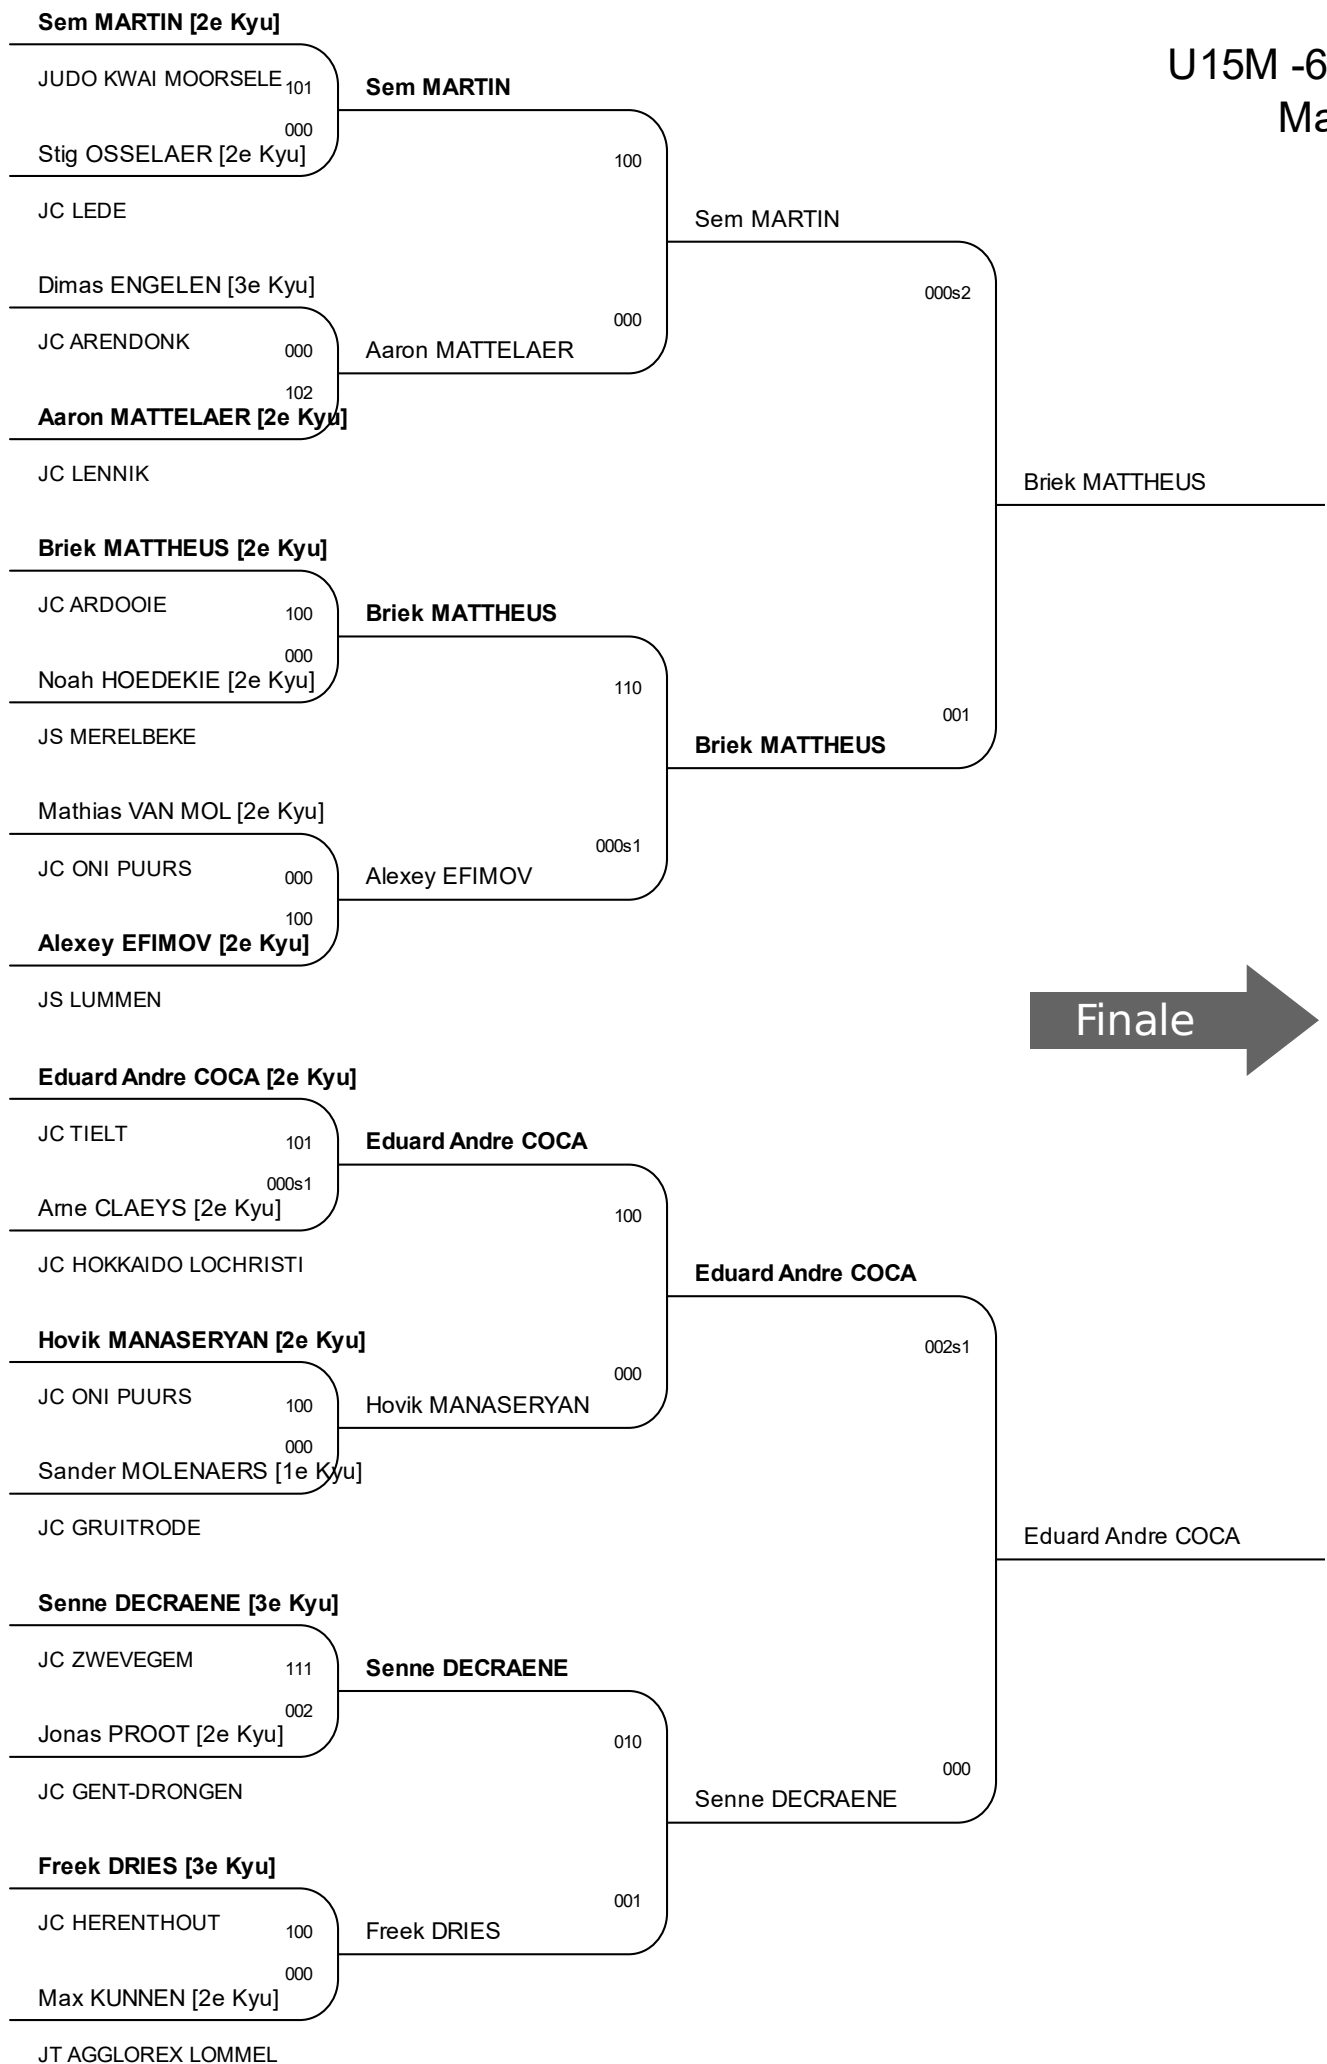 Sem MARTIN [2e Kyu]
JUDO KWAI MOORSELE 101
000
Stig OSSELAER [2e Kyu]
JC LEDE
Dimas ENGELEN [3e Kyu]
JC ARENDONK 000
102
Aaron MATTELAER [2e Kyu]
JC LENNIK
Briek MATTHEUS [2e Kyu]
JC ARDOOIE 100
000
Noah HOEDEKIE [2e Kyu]
JS MERELBEKE
Mathias VAN MOL [2e Kyu]
JC ONI PUURS 000
100
Alexey EFIMOV [2e Kyu]
JS LUMMEN
Eduard Andre COCA [2e Kyu]
JC TIELT 101
000s1
Arne CLAEYS [2e Kyu]
JC HOKKAIDO LOCHRISTI
Hovik MANASERYAN [2e Kyu]
JC ONI PUURS 100
000
Sander MOLENAERS [1e Kyu]
JC GRUITRODE
Senne DECRAENE [3e Kyu]
JC ZWEVEGEM 111
002
Jonas PROOT [2e Kyu]
JC GENT-DRONGEN
Freek DRIES [3e Kyu]
JC HERENTHOUT 100
000
Max KUNNEN [2e Kyu]
JT AGGLOREX LOMMEL
Sem MARTIN
100
000
Aaron MATTELAER
Briek MATTHEUS
110
000s1
Alexey EFIMOV
Eduard Andre COCA
100
000
Hovik MANASERYAN
Senne DECRAENE
010
001
Freek DRIES
Sem MARTIN
000s2
001
Briek MATTHEUS
Eduard Andre COCA
002s1
000
Senne DECRAENE
U15M -6
Ma
Briek MATTHEUS
Finale
Eduard Andre COCA